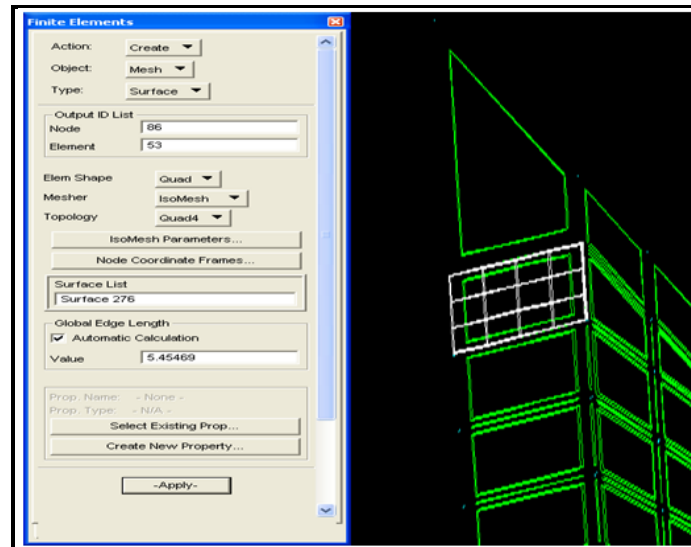 Finite Elements
Action: Create
Object: Mesh
Type: Surface
Output ID List
Node 86
Element 53
Elem Shape Quad
Mesher IsoMesh
Topology Quad4
IsoMesh Parameters...
Node Coordinate Frames...
Surface List
Surface 276
Global Edge Length
Automatic Calculation
Value 5.45469
Prop. Name: - None -
Prop. Type: - N/A -
Select Existing Prop...
Create New Property...
-Apply-